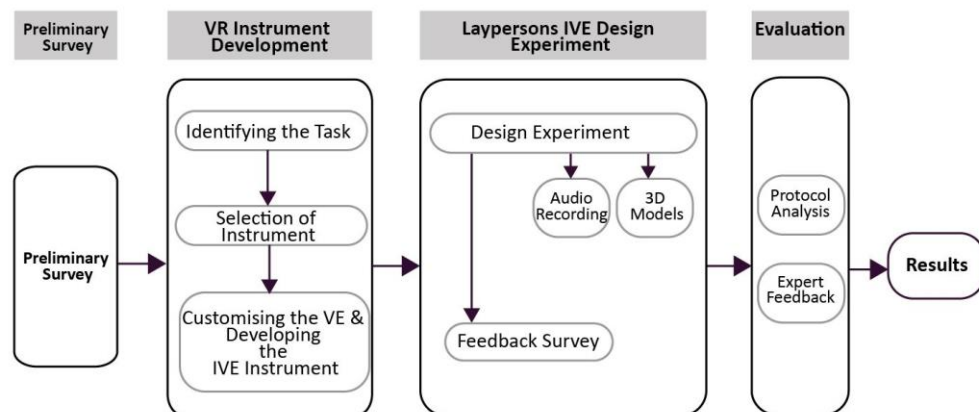 Preliminary
Survey
VR Instrument
Development
Laypersons IVE Design
Experiment
Evaluation
Preliminary
Survey
Identifying the Task
Selection of
Instrument
Customising the VE &
Developing
the
IVE Instrument
Design Experiment
Audio
Recording
3D
Models
Feedback Survey
Protocol
Analysis
Expert
Feedback
Results